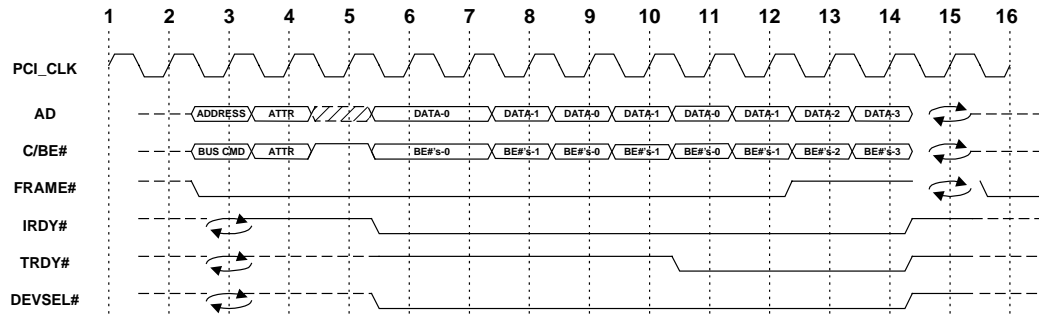 1 2 3 4 5 6 7 8 9 10 11 12 13 14 15 16
PCI_CLK
AD ADDRESS ATTR DATA-0 DATA-1 DATA-0 DATA-1 DATA-0 DATA-1 DATA-2 DATA-3
C/BE# BUS CMD ATTR BE#'s-0 BE#'s-1 BE#'s-0 BE#'s-1 BE#'s-0 BE#'s-1 BE#'s-2 BE#'s-3
FRAME#
IRDY#
TRDY#
DEVSEL#